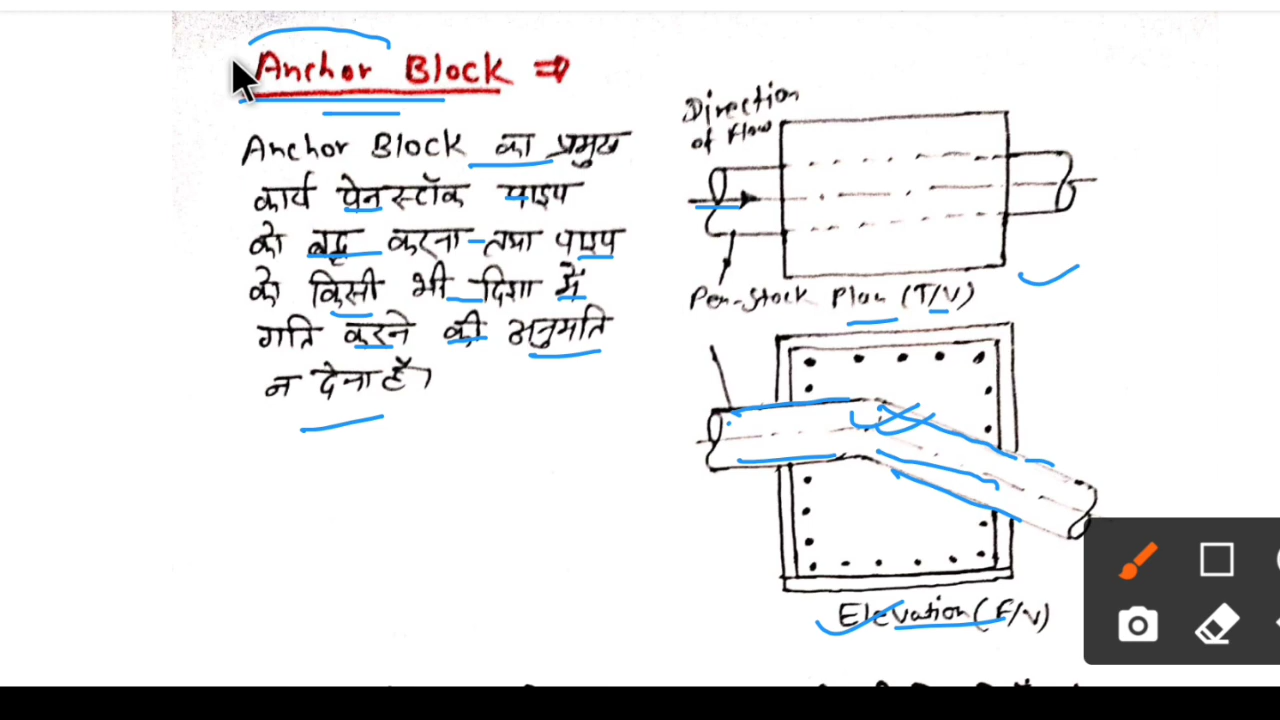 Anchor Block ⇒
Anchor Block का प्रमुख
कार्य पेनस्टॉक पाइप
को बद्ध करना तथा पाइप
को किसी भी दिशा में
गति करने की अनुमति
न देना है।
Direction
of flow
Pen-Stock Plan (T/V)
Elevation (F/V)